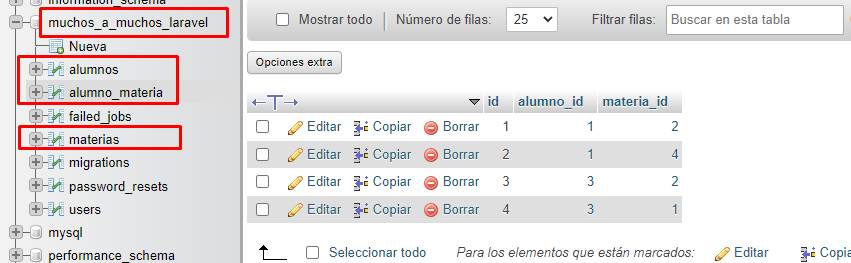 information_schema
muchos_a_muchos_laravel
Nueva
alumnos
alumno_materia
failed_jobs
materias
migrations
password_resets
users
mysql
performance_schema
Mostrar todo Número de filas: 25 Filtrar filas: Buscar en esta tabla
Opciones extra
id alumno_id materia_id
Editar Copiar Borrar 1 1 2
Editar Copiar Borrar 2 1 4
Editar Copiar Borrar 3 3 2
Editar Copiar Borrar 4 3 1
Seleccionar todo Para los elementos que están marcados: Editar